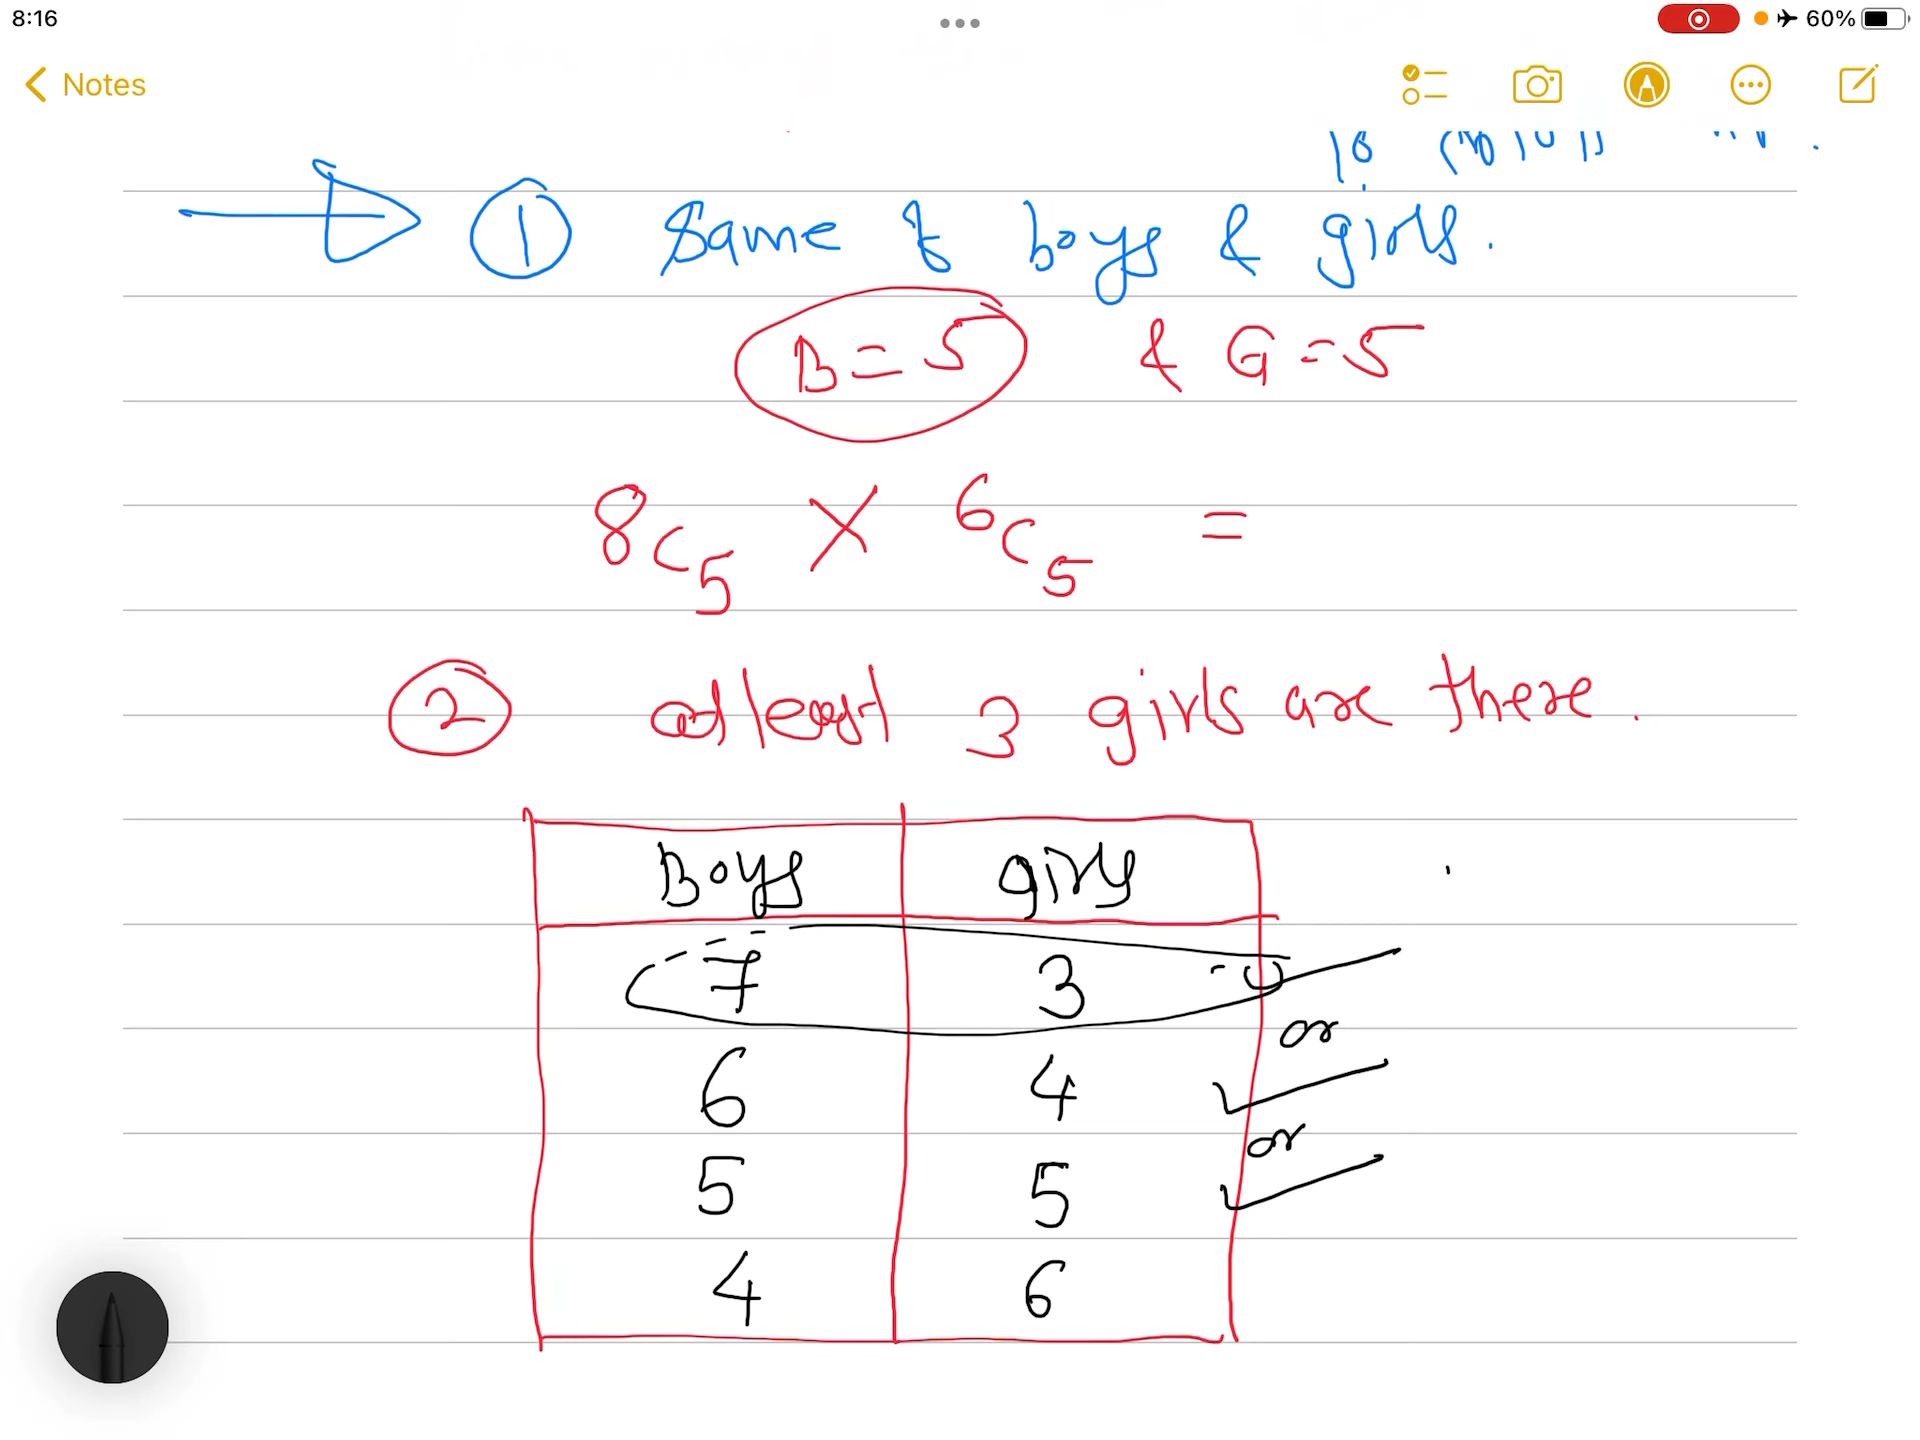 8:16
60%
Notes
① Same of boys & girls.
B = 5 & G = 5
8C5 × 6C5 =
② atleast 3 girls are there.
Boys girls
7 3
or
6 4
or
5 5
4 6